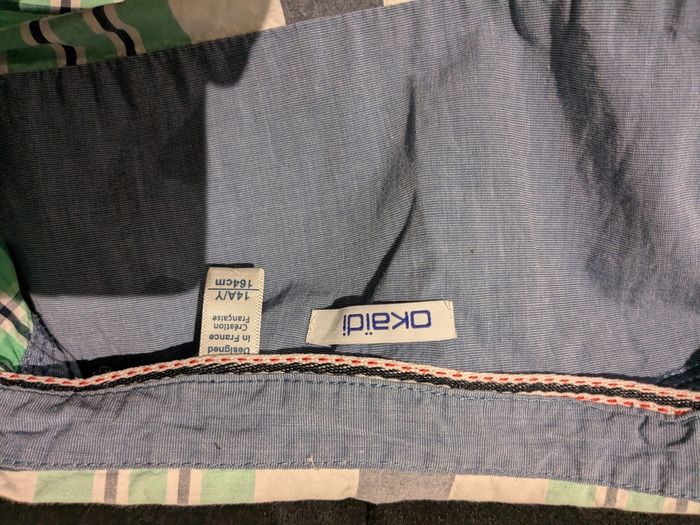 okaïdi
Designed
in France
Création
Française
14A/Y
164cm